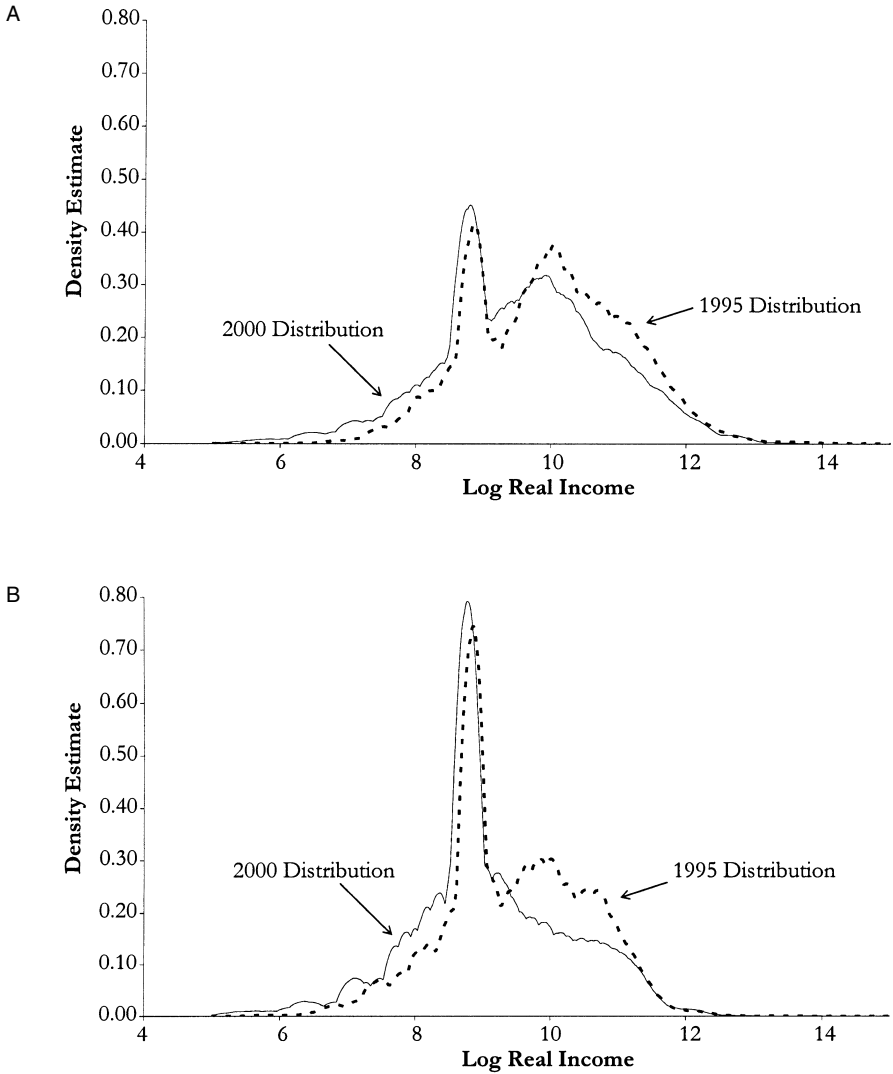 A
0.80
0.70
0.60
0.50
0.40
0.30
0.20
0.10
0.00
Density Estimate
2000 Distribution
1995 Distribution
4 6 8 10 12 14
Log Real Income
B
0.80
0.70
0.60
0.50
0.40
0.30
0.20
0.10
0.00
Density Estimate
2000 Distribution
1995 Distribution
4 6 8 10 12 14
Log Real Income